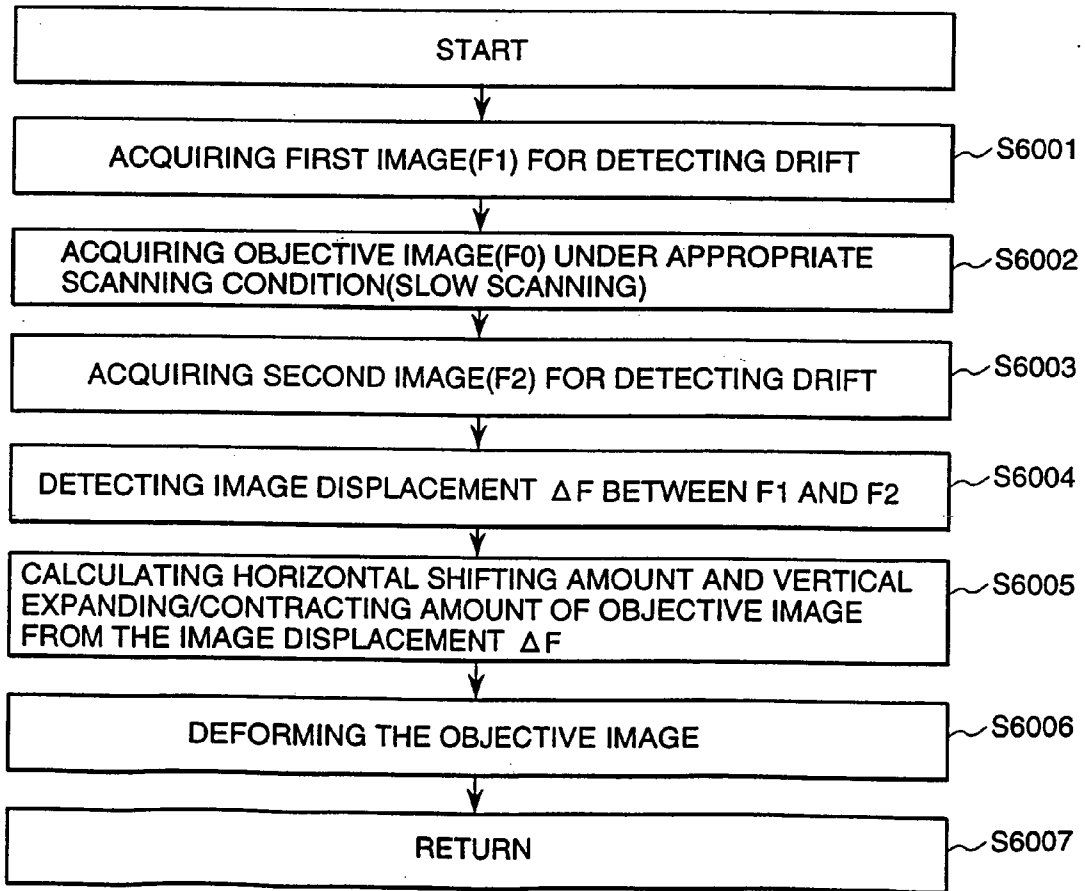 START
ACQUIRING FIRST IMAGE(F1) FOR DETECTING DRIFT
S6001
ACQUIRING OBJECTIVE IMAGE(F0) UNDER APPROPRIATE
SCANNING CONDITION(SLOW SCANNING)
S6002
ACQUIRING SECOND IMAGE(F2) FOR DETECTING DRIFT
S6003
DETECTING IMAGE DISPLACEMENT ΔF BETWEEN F1 AND F2
S6004
CALCULATING HORIZONTAL SHIFTING AMOUNT AND VERTICAL
EXPANDING/CONTRACTING AMOUNT OF OBJECTIVE IMAGE
FROM THE IMAGE DISPLACEMENT ΔF
S6005
DEFORMING THE OBJECTIVE IMAGE
S6006
RETURN
S6007